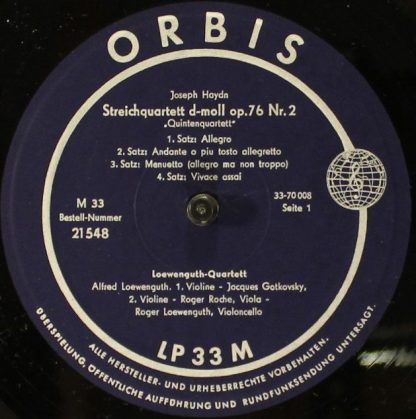 ORBIS
Joseph Haydn
Streichquartett d-moll op.76 Nr.2
„Quintenquartett"
1. Satz: Allegro
2. Satz: Andante o piu tosto allegretto
3. Satz: Menuetto (allegro ma non troppo)
4. Satz: Vivace assai
M 33
Bestell-Nummer
21548
33-70008
Seite 1
Loewenguth-Quartett
Alfred Loewenguth, 1. Violine - Jacques Gotkovsky,
2. Violine - Roger Roche, Viola -
Roger Loewenguth, Violoncello
LP 33 M
ALLE HERSTELLER- UND URHEBERRECHTE VORBEHALTEN.
ÜBERSPIELUNG, ÖFFENTLICHE AUFFÜHRUNG UND RUNDFUNKSENDUNG UNTERSAGT.